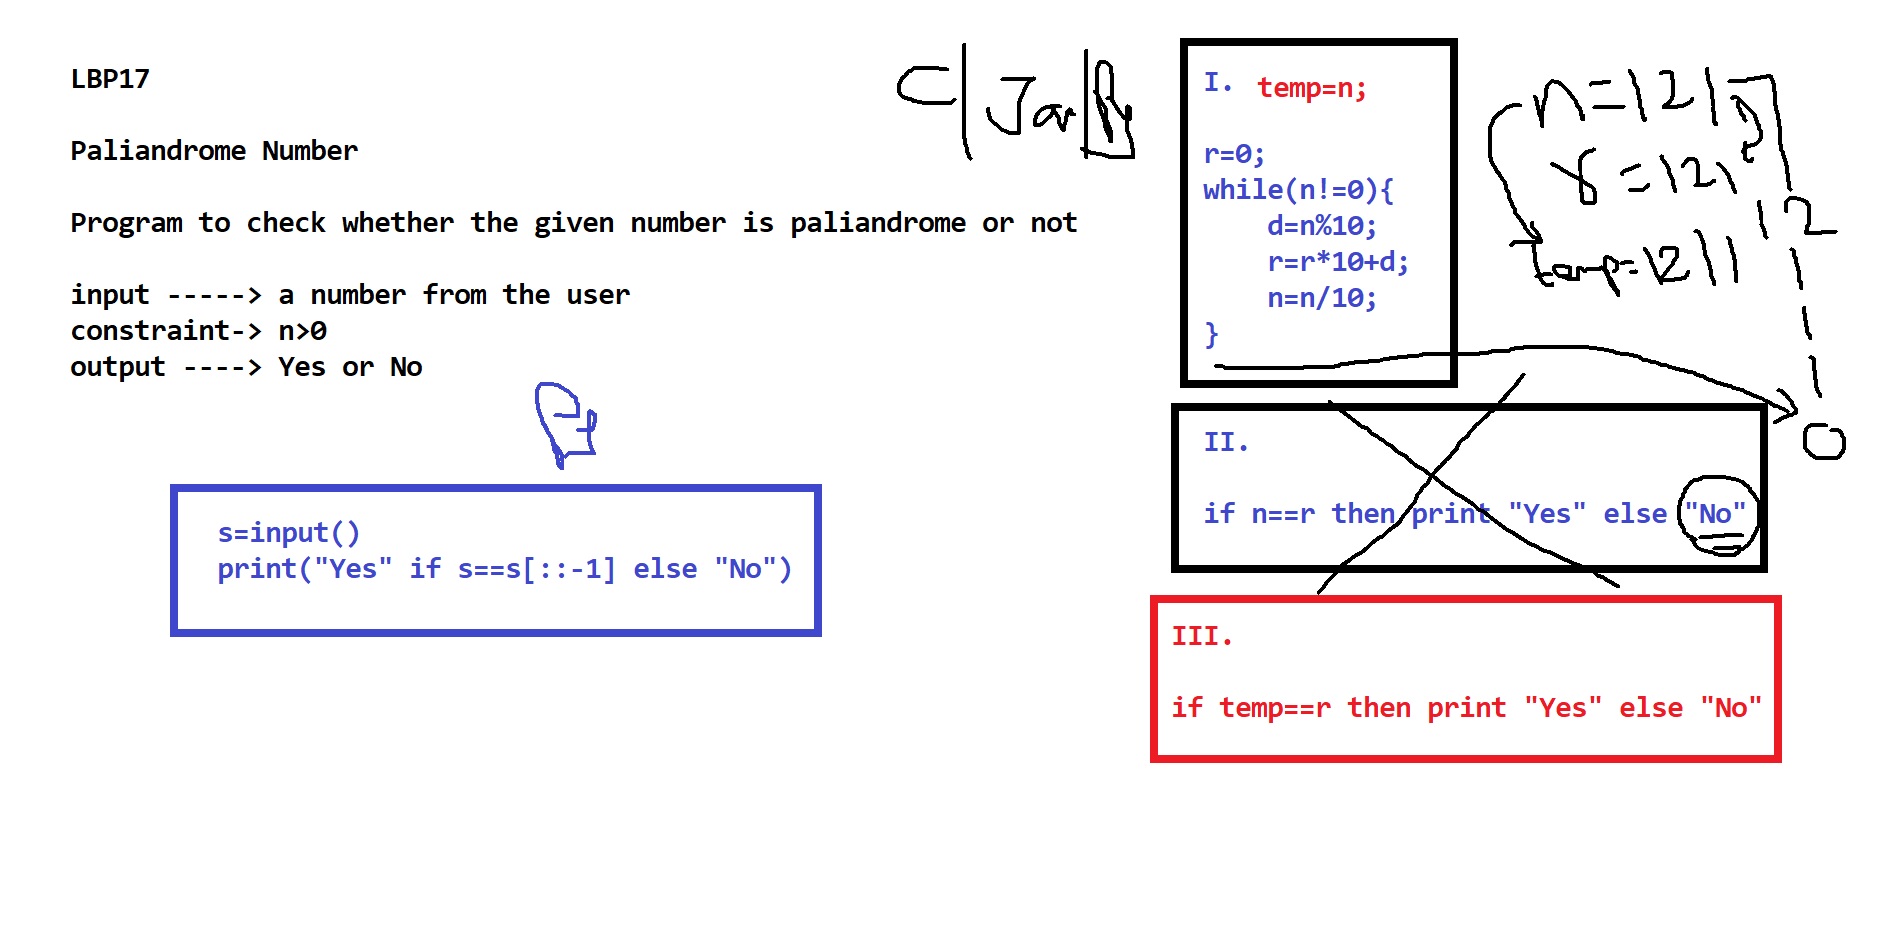 LBP17
Paliandrome Number
Program to check whether the given number is paliandrome or not
input -----> a number from the user
constraint-> n>0
output ----> Yes or No
s=input()
print("Yes" if s==s[::-1] else "No")
C|Java|Py
I. temp=n;
r=0;
while(n!=0){
d=n%10;
r=r*10+d;
n=n/10;
}
n=121
r=121
temp=121
12
0
II.
if n==r then print "Yes" else "No"
III.
if temp==r then print "Yes" else "No"